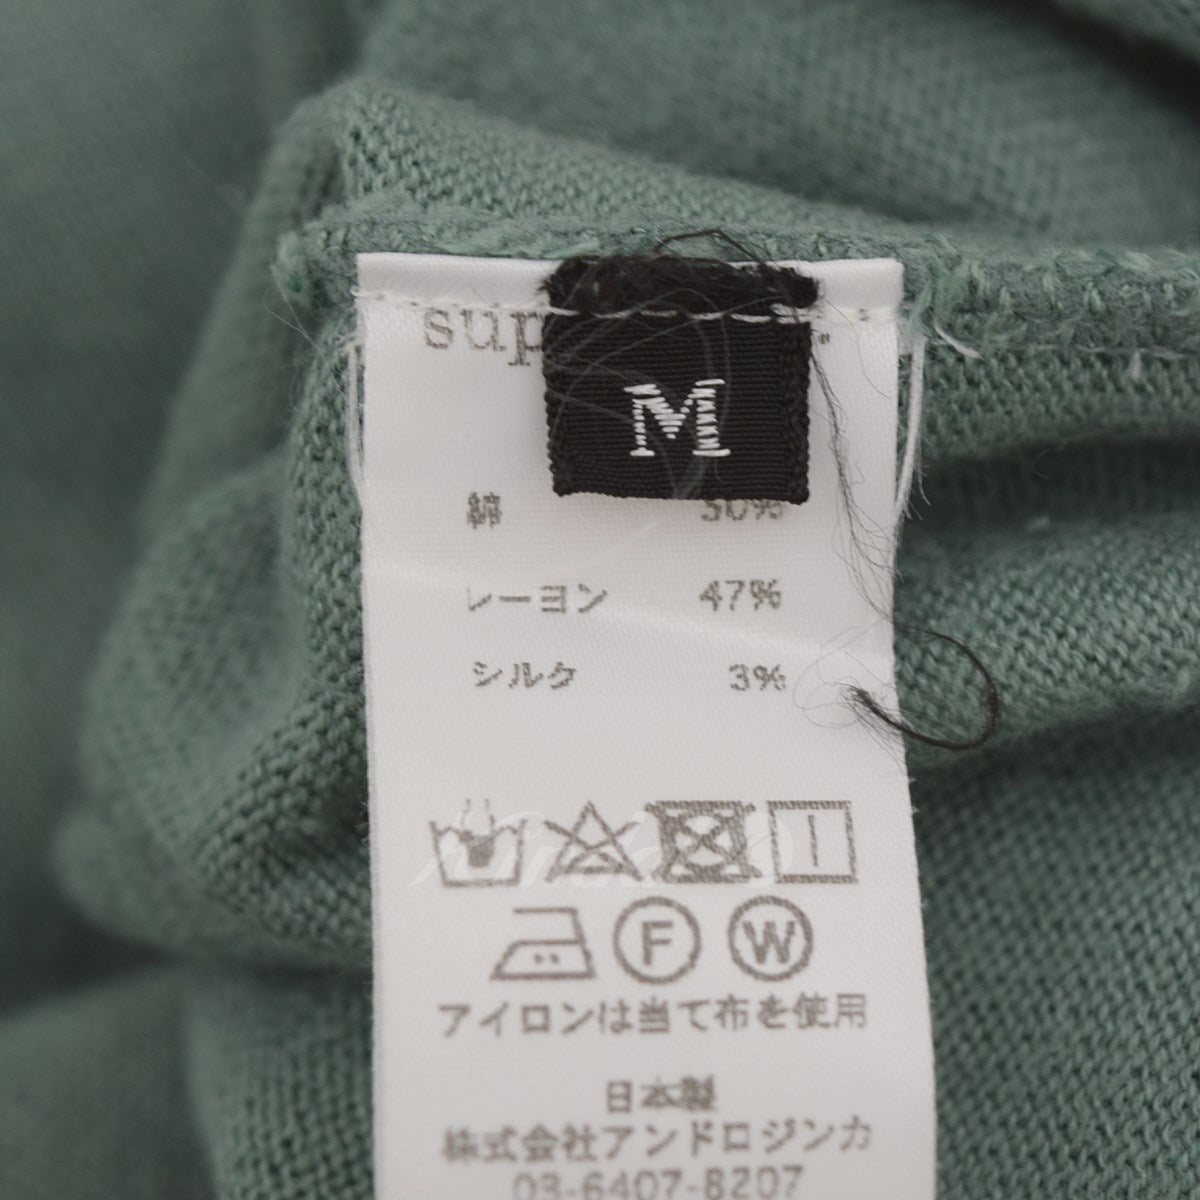 M
綿
レーヨン 47%
シルク 3%
F W
アイロンは当て布を使用
日本製
株式会社アンドロジンカ
03-6407-8207